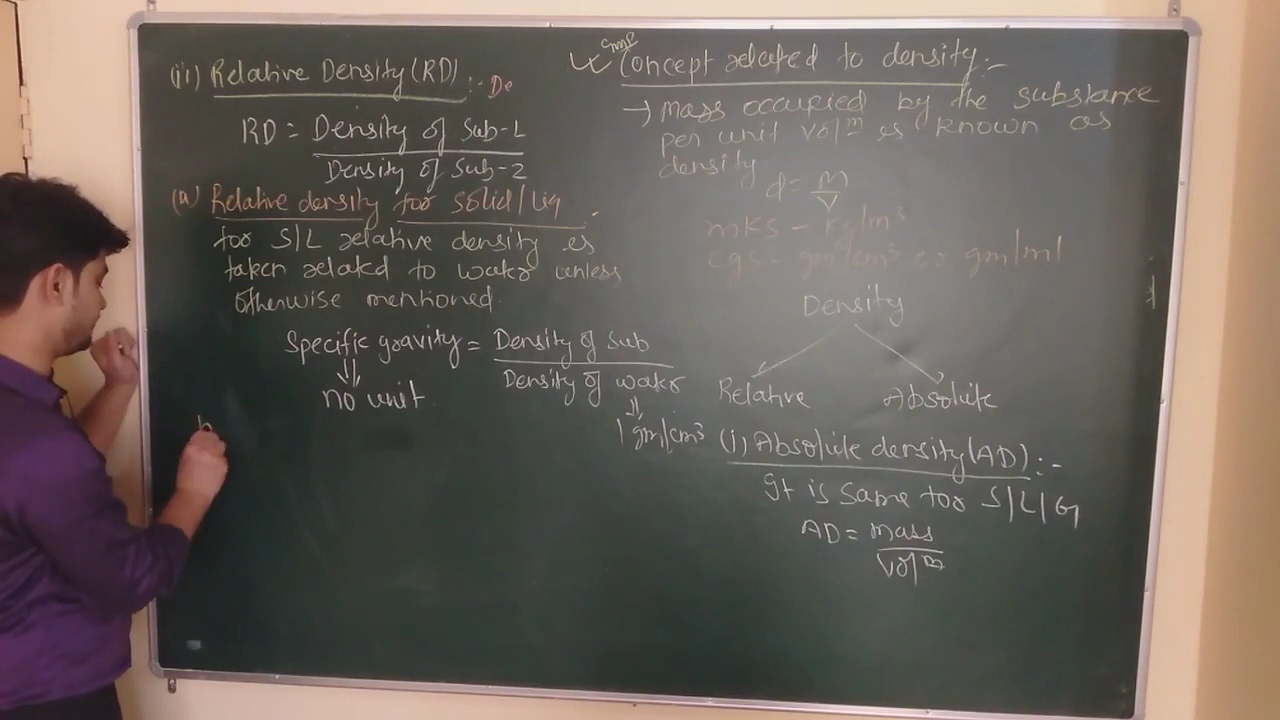 (ii) Relative Density (RD) :- De
RD = Density of Sub-1
Density of Sub-2
(a) Relative density for solid/Liq :-
for S/L relative density is
taken related to water unless
otherwise mentioned.
Specific gravity = Density of Sub
Density of water
no unit
1 gm/cm³
Imp
Concept related to density :-
→ Mass occupied by the substance
per unit vol^m is known as
density
d = M
V
MKS - Kg/m³
Cgs - gm/cm³ or gm/ml
Density
Relative Absolute
(i) Absolute density (AD) :-
It is same for S/L/G
AD = mass
Vol^m